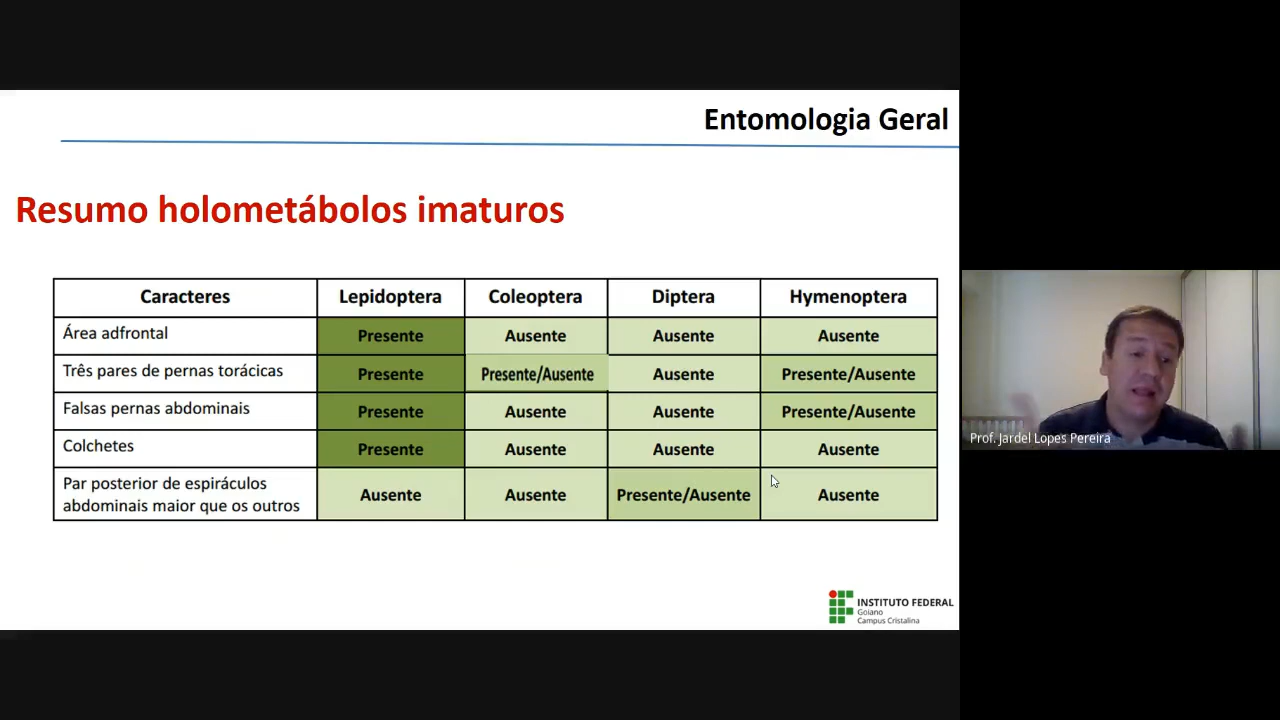 Entomologia Geral
Resumo holometábolos imaturos
Caracteres Lepidoptera Coleoptera Diptera Hymenoptera
Área adfrontal Presente Ausente Ausente Ausente
Três pares de pernas torácicas Presente Presente/Ausente Ausente Presente/Ausente
Falsas pernas abdominais Presente Ausente Ausente Presente/Ausente
Colchetes Presente Ausente Ausente Ausente
Par posterior de espiráculos
abdominais maior que os outros Ausente Ausente Presente/Ausente Ausente
Prof. Jardel Lopes Pereira
INSTITUTO FEDERAL
Goiano
Campus Cristalina